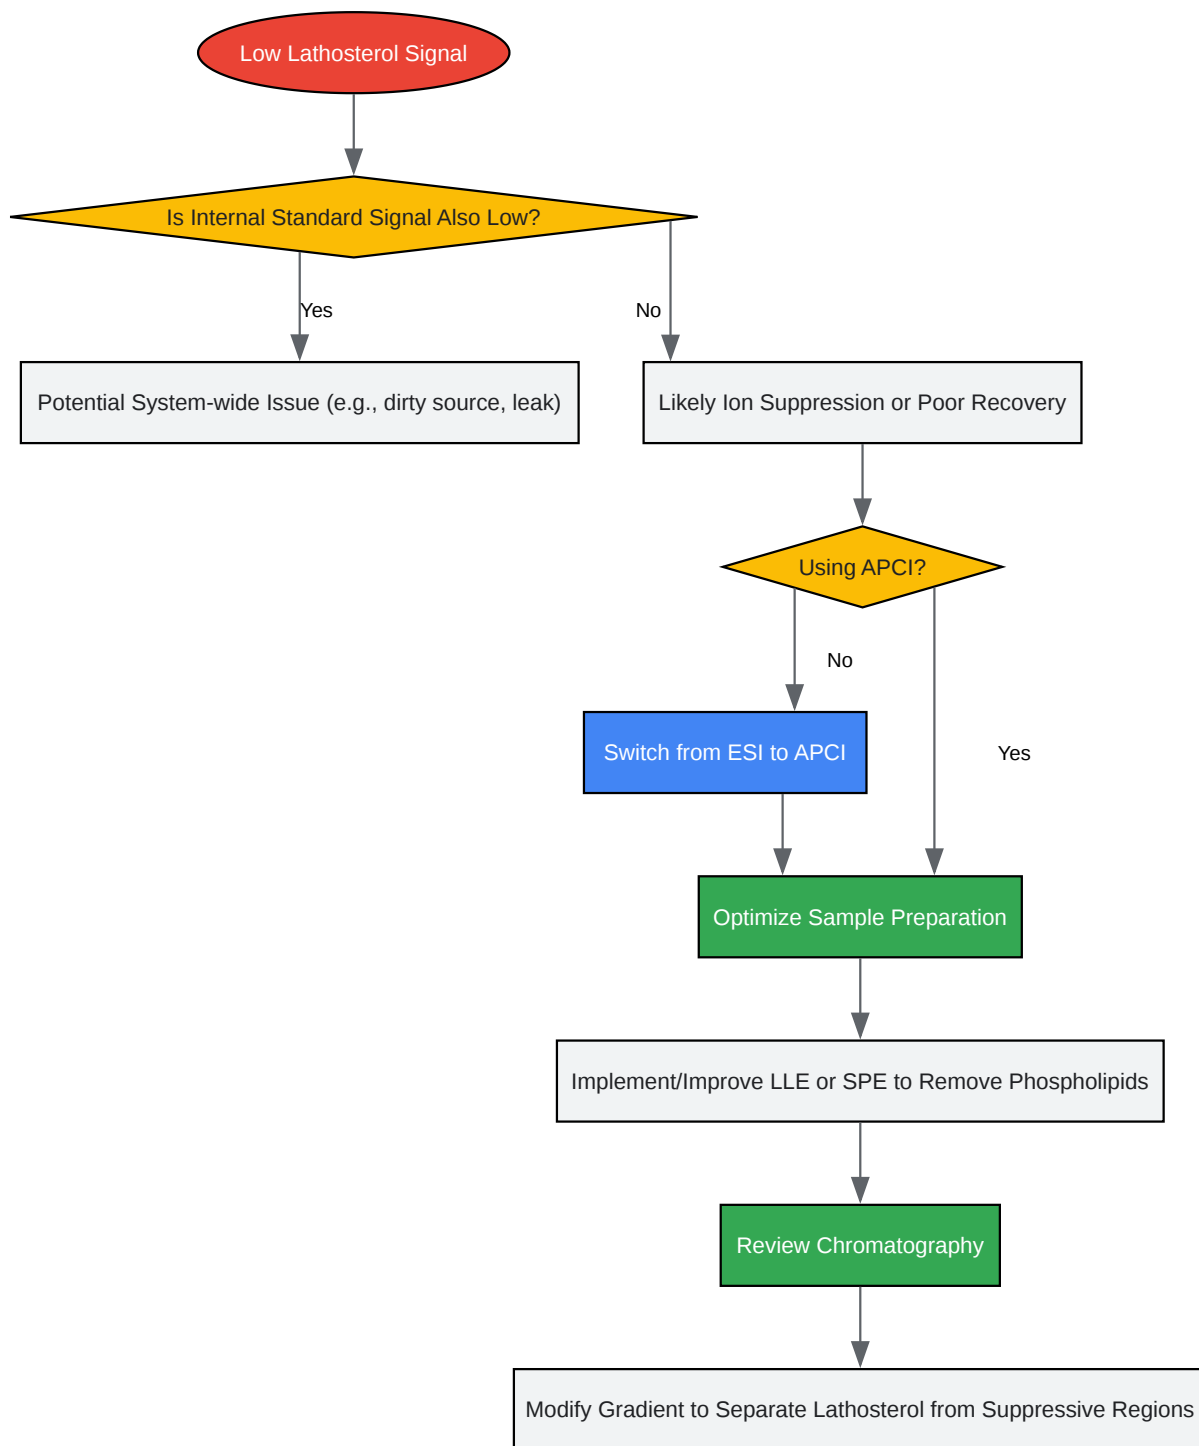 Low Lathosterol Signal
Is Internal Standard Signal Also Low?
Yes
No
Potential System-wide Issue (e.g., dirty source, leak)
Likely Ion Suppression or Poor Recovery
Using APCI?
No
Switch from ESI to APCI
Yes
Optimize Sample Preparation
Implement/Improve LLE or SPE to Remove Phospholipids
Review Chromatography
Modify Gradient to Separate Lathosterol from Suppressive Regions